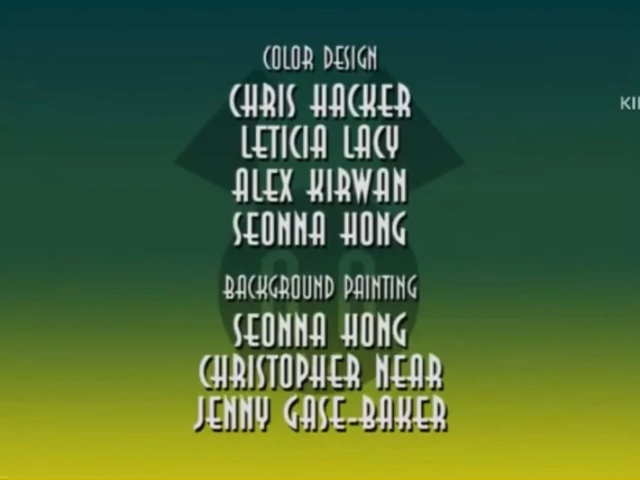 COLOR DESIGN
CHRIS HACKER
LETICIA LACY
ALEX KIRWAN
SEONNA HONG
BACKGROUND PAINTING
SEONNA HONG
CHRISTOPHER NEAR
JENNY GASE-BAKER